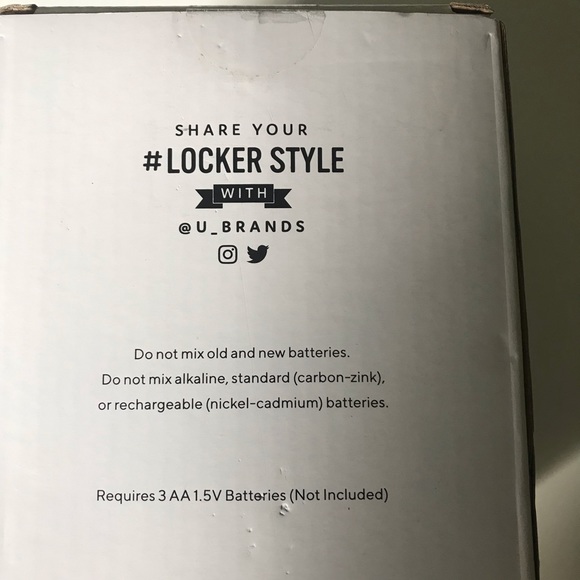 SHARE YOUR
#LOCKER STYLE
WITH
@U_BRANDS
Do not mix old and new batteries.
Do not mix alkaline, standard (carbon-zink),
or rechargeable (nickel-cadmium) batteries.
Requires 3 AA 1.5V Batteries (Not Included)